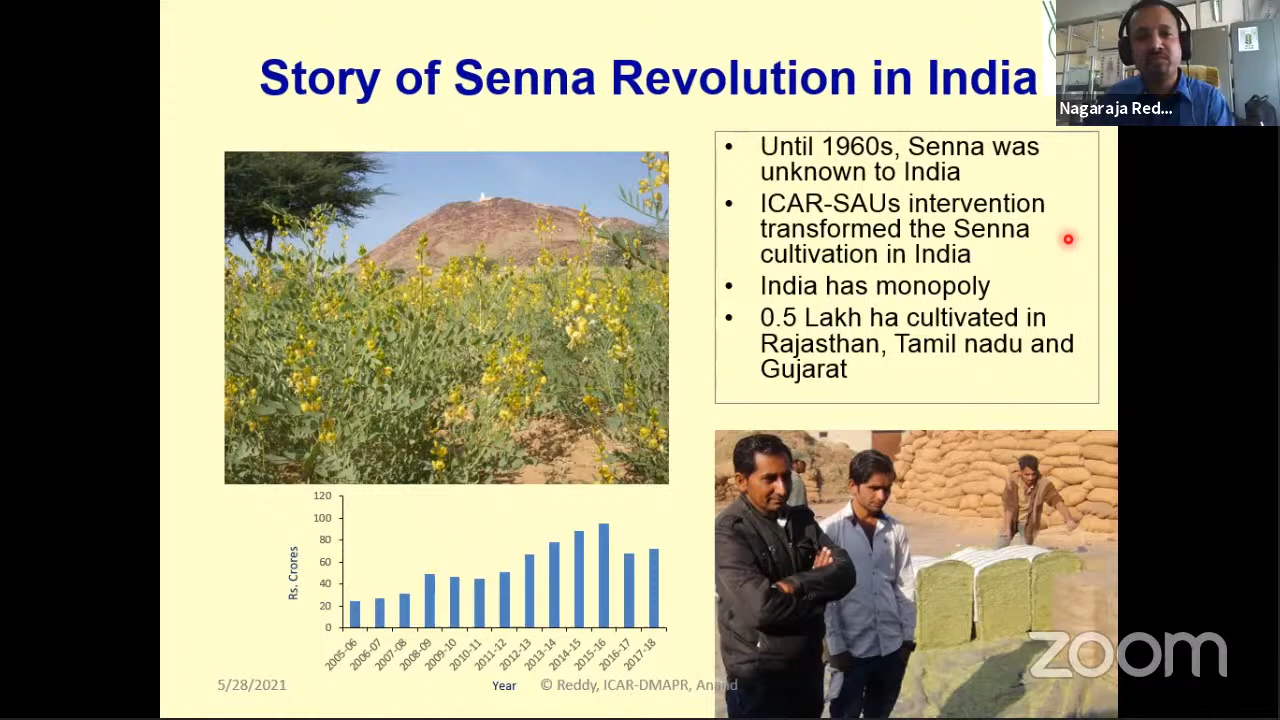 Story of Senna Revolution in India
Nagaraja Red...
• Until 1960s, Senna was
unknown to India
• ICAR-SAUs intervention
transformed the Senna
cultivation in India
• India has monopoly
• 0.5 Lakh ha cultivated in
Rajasthan, Tamil nadu and
Gujarat
120
100
80
60
40
20
0
Rs. Crores
2005-06
2006-07
2007-08
2008-09
2009-10
2010-11
2011-12
2012-13
2013-14
2014-15
2015-16
2016-17
2017-18
Year
5/28/2021
© Reddy, ICAR-DMAPR, Anand
zoom